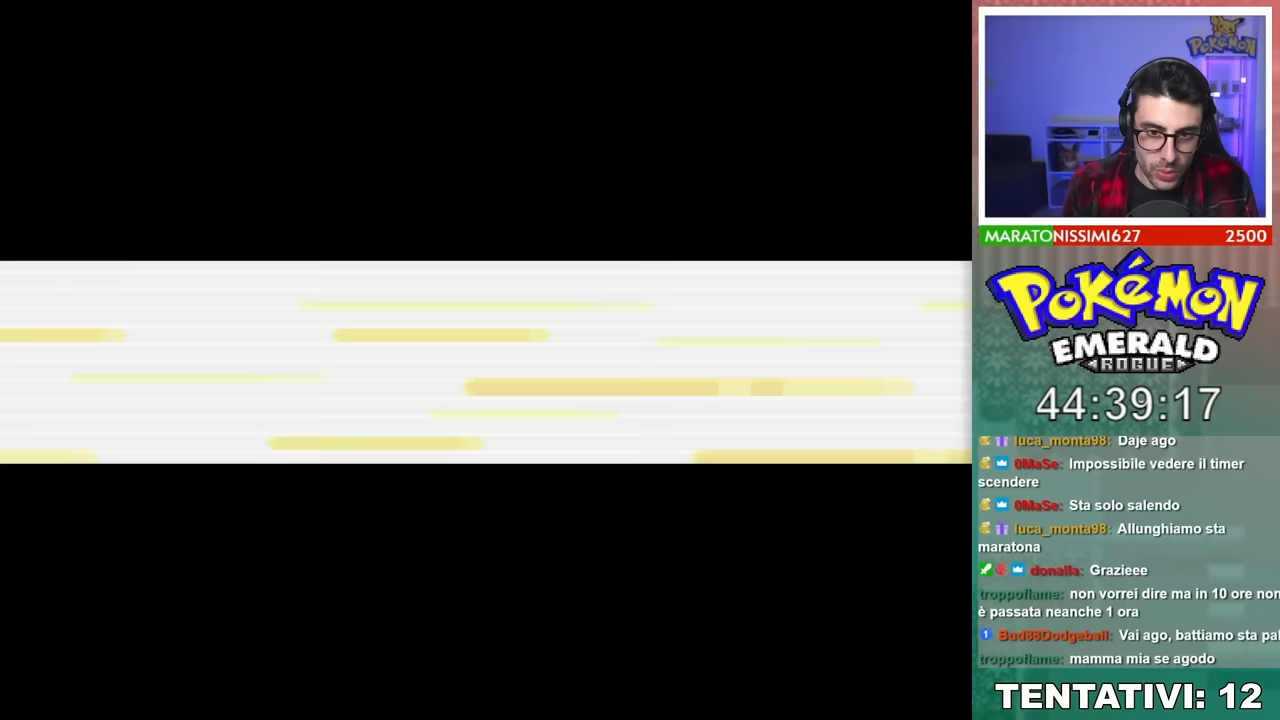 POKéMON
MARATONISSIMI627 2500
POKéMON
EMERALD
ROGUE
44:39:17
luca_monta98: Daje ago
0MaSe: Impossibile vedere il timer
scendere
0MaSe: Sta solo salendo
luca_monta98: Allunghiamo sta
maratona
donalla: Grazieee
troppoflame: non vorrei dire ma in 10 ore non
è passata neanche 1 ora
1 Bud88Dodgeball: Vai ago, battiamo sta pal
troppoflame: mamma mia se agodo
TENTATIVI: 12